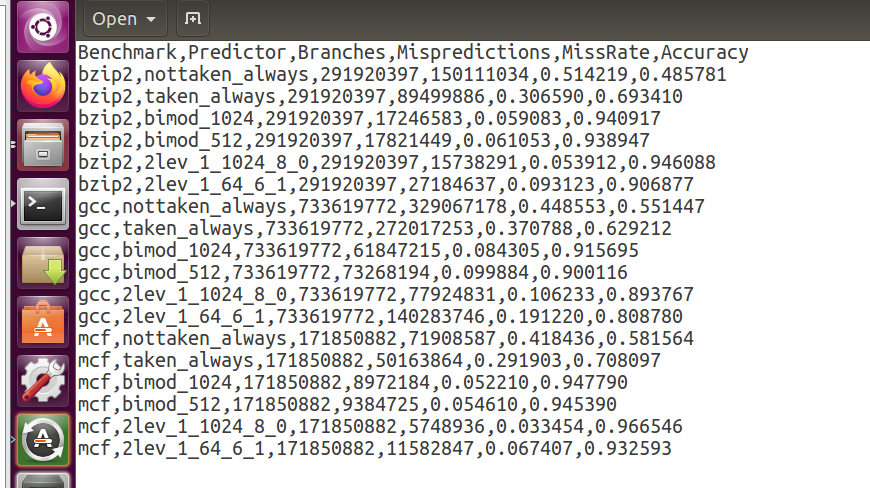 Open
Benchmark,Predictor,Branches,Mispredictions,MissRate,Accuracy
bzip2,nottaken_always,291920397,150111034,0.514219,0.485781
bzip2,taken_always,291920397,89499886,0.306590,0.693410
bzip2,bimod_1024,291920397,17246583,0.059083,0.940917
bzip2,bimod_512,291920397,17821449,0.061053,0.938947
bzip2,2lev_1_1024_8_0,291920397,15738291,0.053912,0.946088
bzip2,2lev_1_64_6_1,291920397,27184637,0.093123,0.906877
gcc,nottaken_always,733619772,329067178,0.448553,0.551447
gcc,taken_always,733619772,272017253,0.370788,0.629212
gcc,bimod_1024,733619772,61847215,0.084305,0.915695
gcc,bimod_512,733619772,73268194,0.099884,0.900116
gcc,2lev_1_1024_8_0,733619772,77924831,0.106233,0.893767
gcc,2lev_1_64_6_1,733619772,140283746,0.191220,0.808780
mcf,nottaken_always,171850882,71908587,0.418436,0.581564
mcf,taken_always,171850882,50163864,0.291903,0.708097
mcf,bimod_1024,171850882,8972184,0.052210,0.947790
mcf,bimod_512,171850882,9384725,0.054610,0.945390
mcf,2lev_1_1024_8_0,171850882,5748936,0.033454,0.966546
mcf,2lev_1_64_6_1,171850882,11582847,0.067407,0.932593